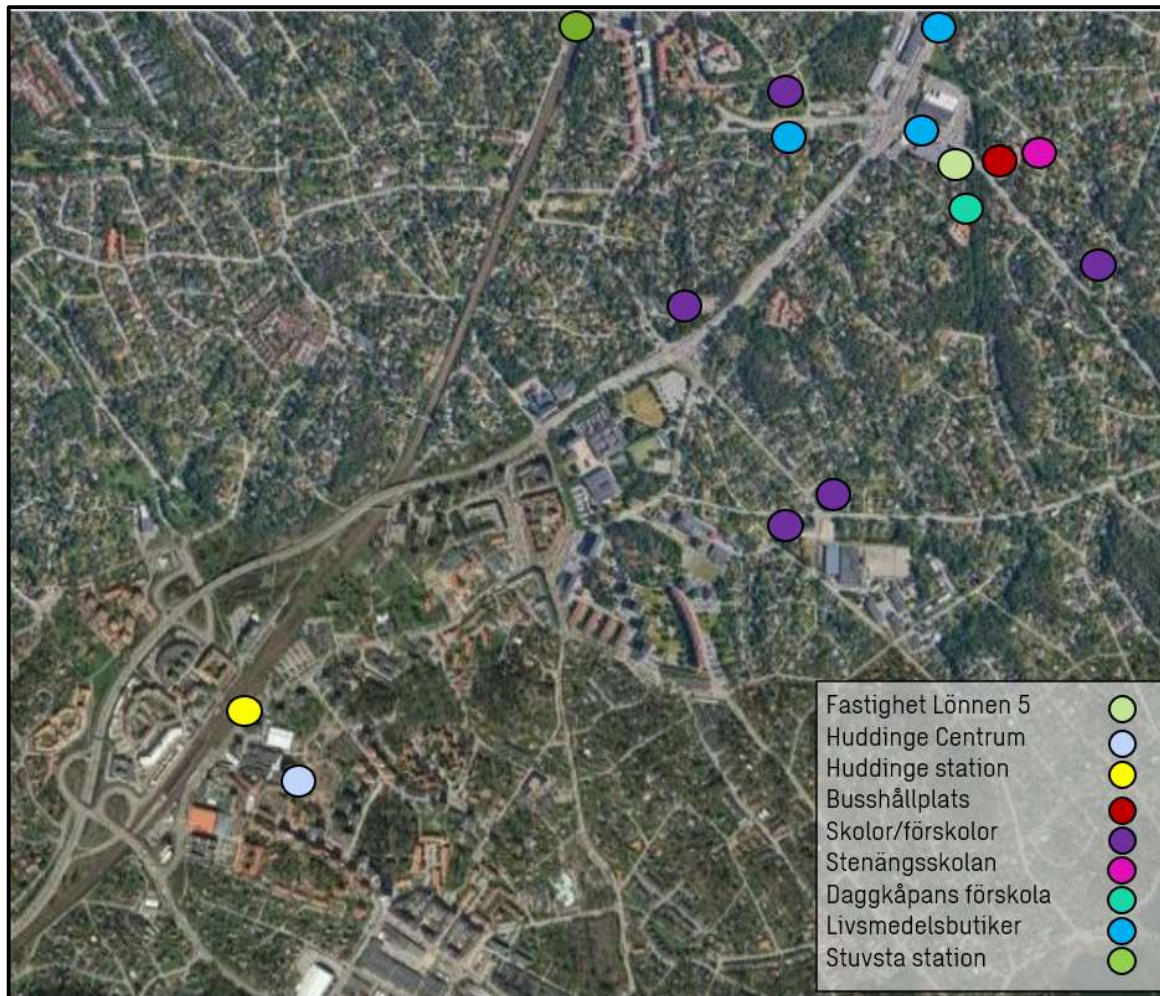 Fastighet Lönnen 5
Huddinge Centrum
Huddinge station
Busshållplats
Skolor/förskolor
Stenängsskolan
Daggkåpans förskola
Livsmedelsbutiker
Stuvsta station